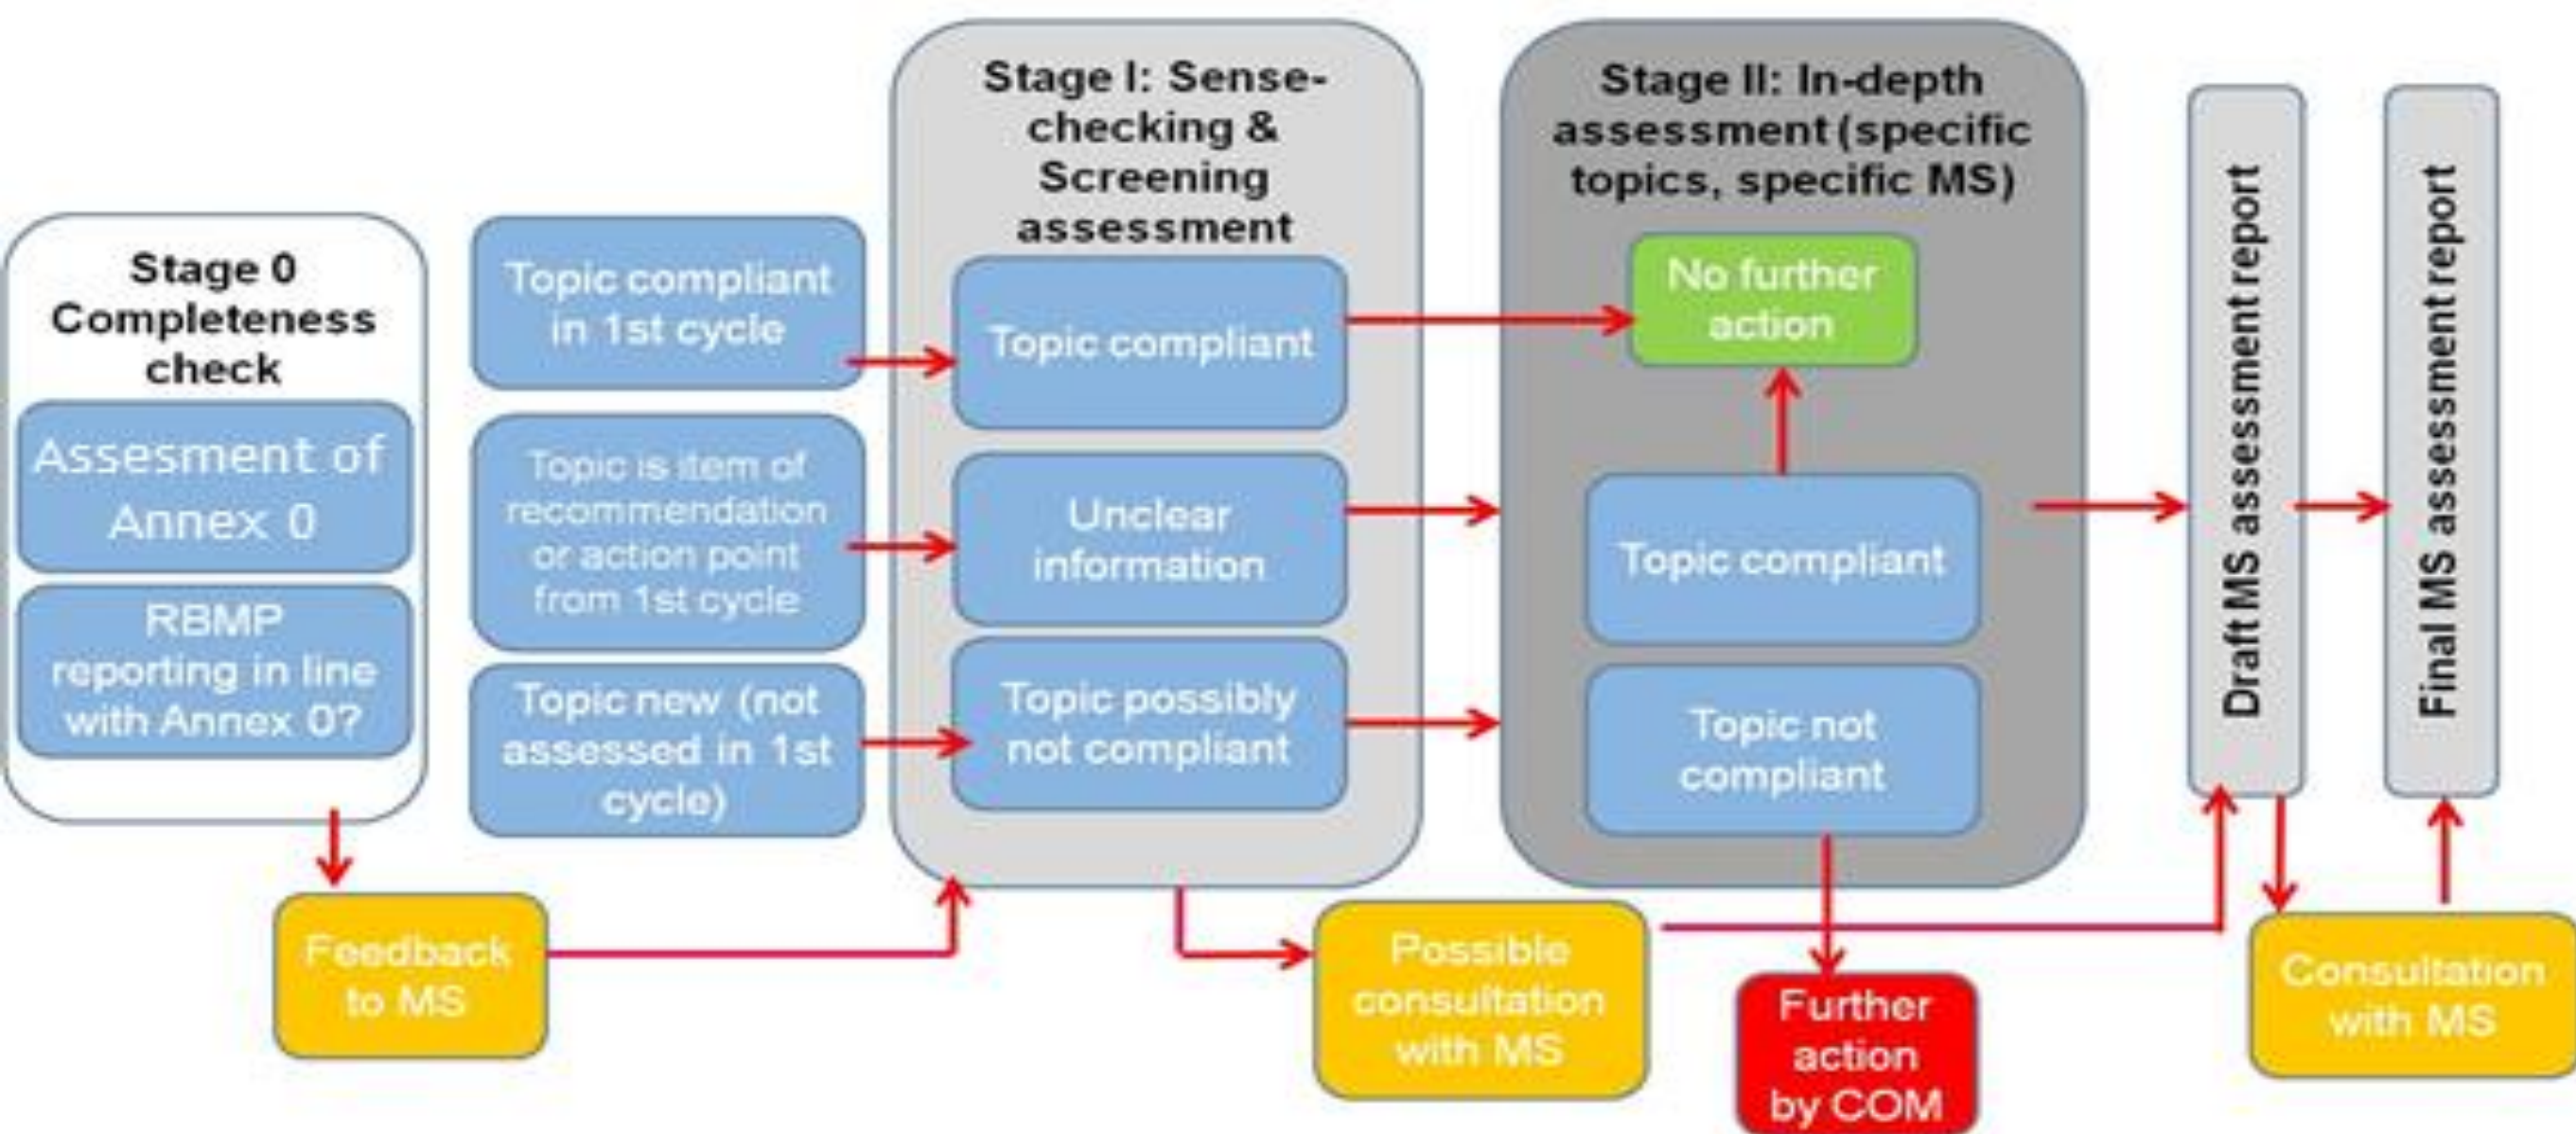 Stage 0
Completeness
check
Assesment of
Annex 0
RBMP
reporting in line
with Annex 0?
Feedback
to MS
Topic compliant
in 1st cycle
Topic is item of
recommendation
or action point
from 1st cycle
Topic new (not
assessed in 1st
cycle)
Stage I: Sense-
checking &
Screening
assessment
Topic compliant
Unclear
information
Topic possibly
not compliant
Possible
consultation
with MS
Stage II: In-depth
assessment (specific
topics, specific MS)
No further
action
Topic compliant
Topic not
compliant
Further
action
by COM
Draft MS assessment report
Final MS assessment report
Consultation
with MS